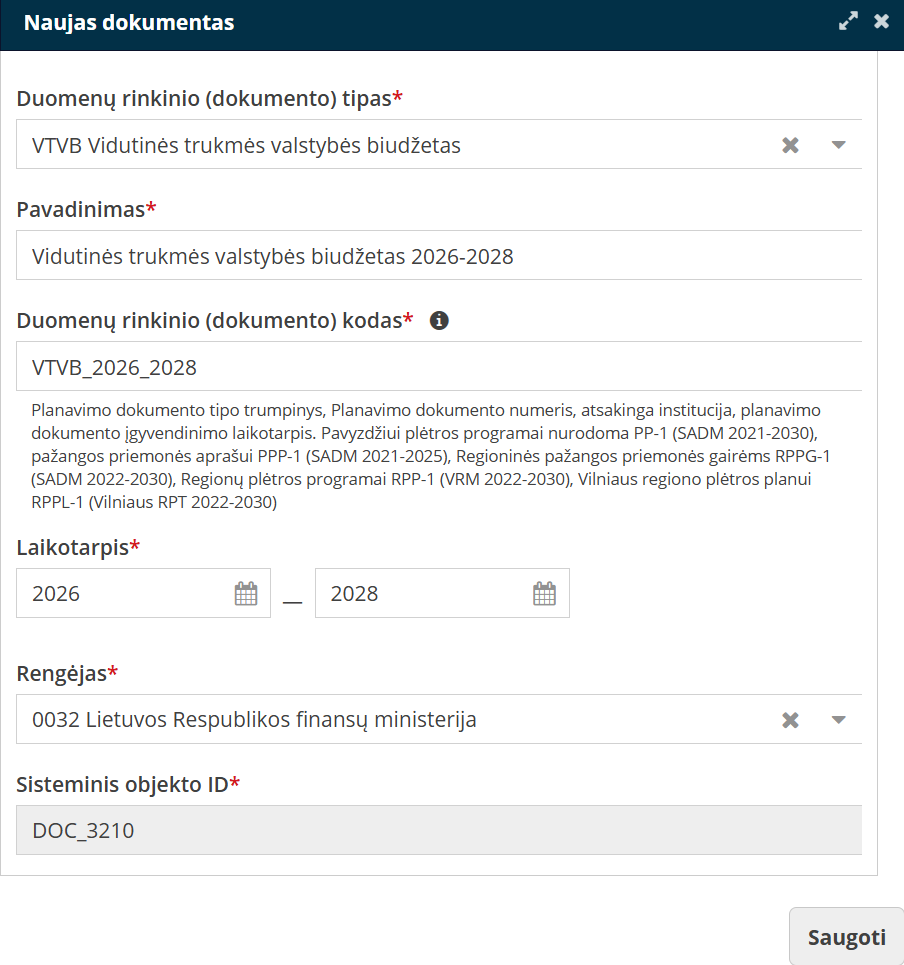 Naujas dokumentas
Duomenų rinkinio (dokumento) tipas*
VTVB Vidutinės trukmės valstybės biudžetas
Pavadinimas*
Vidutinės trukmės valstybės biudžetas 2026-2028
Duomenų rinkinio (dokumento) kodas*
VTVB_2026_2028
Planavimo dokumento tipo trumpinys, Planavimo dokumento numeris, atsakinga institucija, planavimo
dokumento įgyvendinimo laikotarpis. Pavyzdžiui plėtros programai nurodoma PP-1 (SADM 2021-2030),
pažangos priemonės aprašui PPP-1 (SADM 2021-2025), Regioninės pažangos priemonės gairėms RPPG-1
(SADM 2022-2030), Regionų plėtros programai RPP-1 (VRM 2022-2030), Vilniaus regiono plėtros planui
RPPL-1 (Vilniaus RPT 2022-2030)
Laikotarpis*
2026 — 2028
Rengėjas*
0032 Lietuvos Respublikos finansų ministerija
Sisteminis objekto ID*
DOC_3210
Saugoti